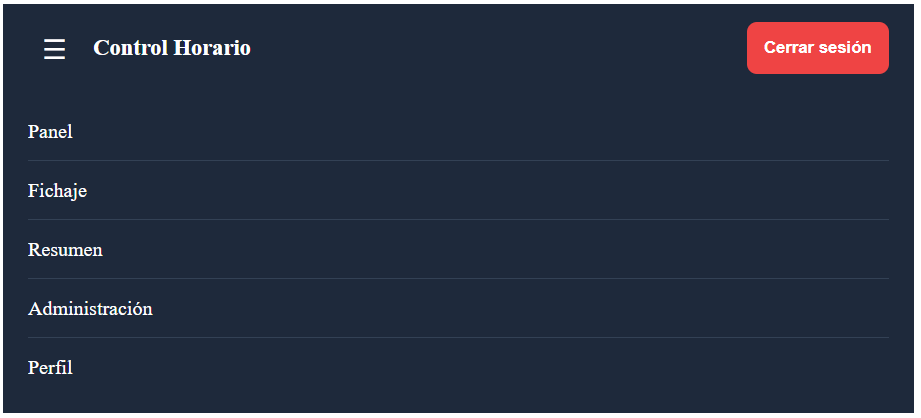 Control Horario
Cerrar sesión
Panel
Fichaje
Resumen
Administración
Perfil